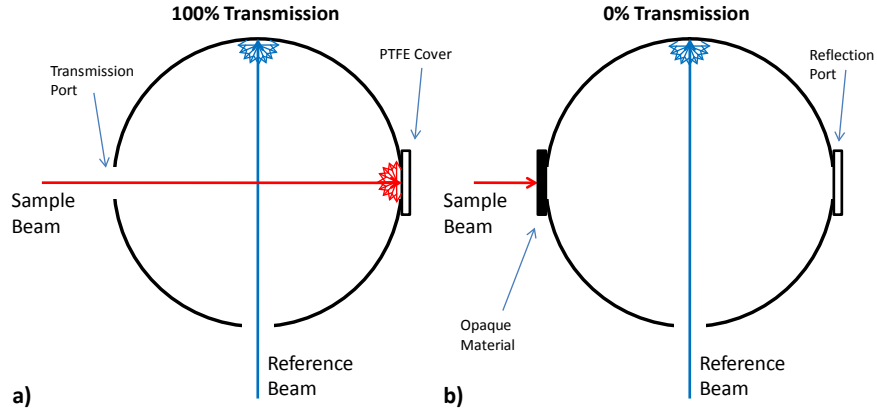 100% Transmission
Transmission
Port
PTFE Cover
Sample
Beam
Reference
Beam
a)
0% Transmission
Reflection
Port
Sample
Beam
Opaque
Material
Reference
Beam
b)